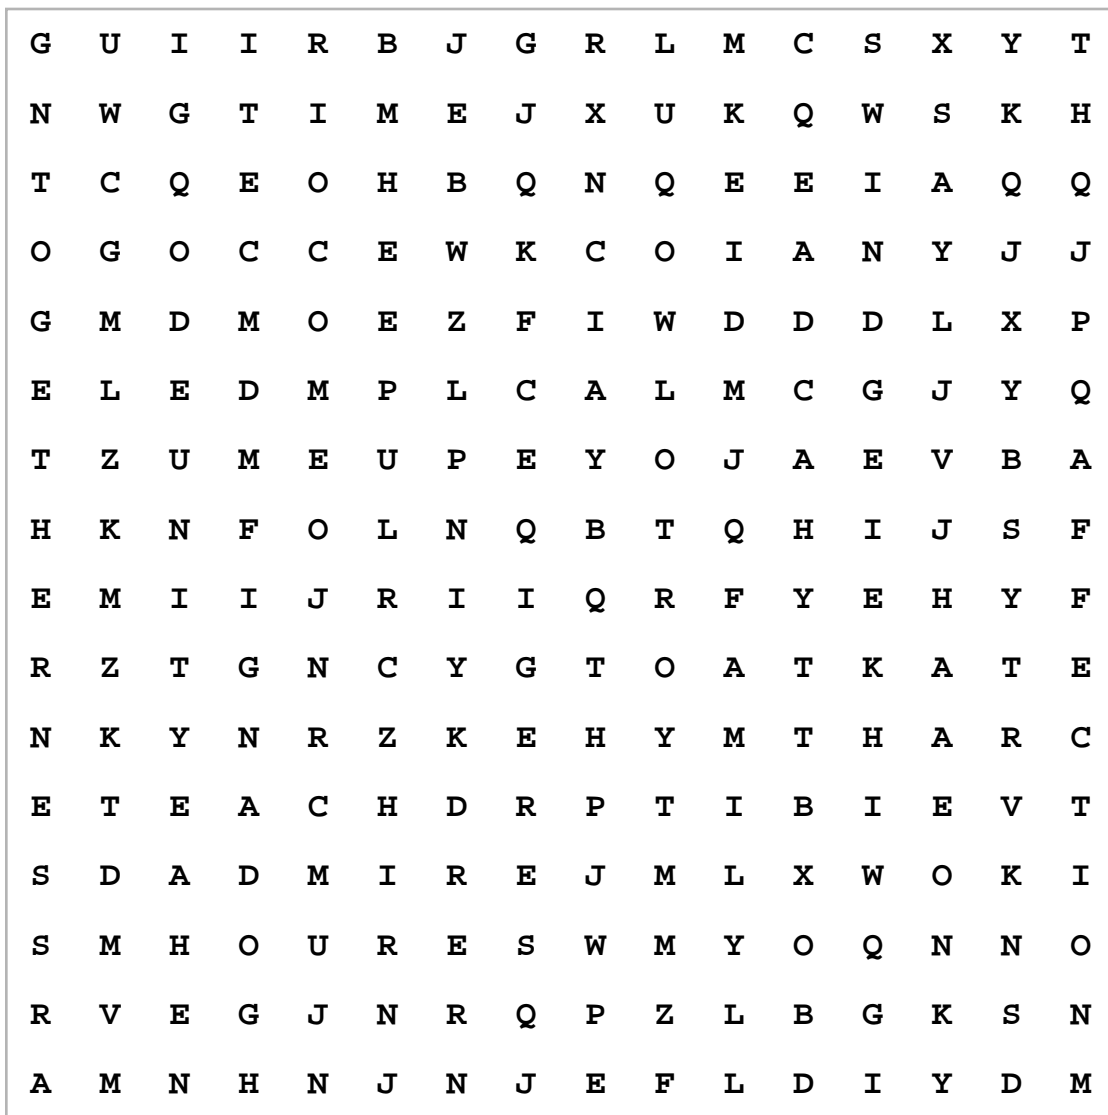 G U I I R B J G R L M C S X Y T
N W G T I M E J X U K Q W S K H
T C Q E O H B Q N Q E E I A Q Q
O G O C C E W K C O I A N Y J J
G M D M O E Z F I W D D D L X P
E L E D M P L C A L M C G J Y Q
T Z U M E U P E Y O J A E V B A
H K N F O L N Q B T Q H I J S F
E M I I J R I I Q R F Y E H Y F
R Z T G N C Y G T O A T K A T E
N K Y N R Z K E H Y M T H A R C
E T E A C H D R P T I B I E V T
S D A D M I R E J M L X W O K I
S M H O U R E S W M Y O Q N N O
R V E G J N R Q P Z L B G K S N
A M N H N J N J E F L D I Y D M